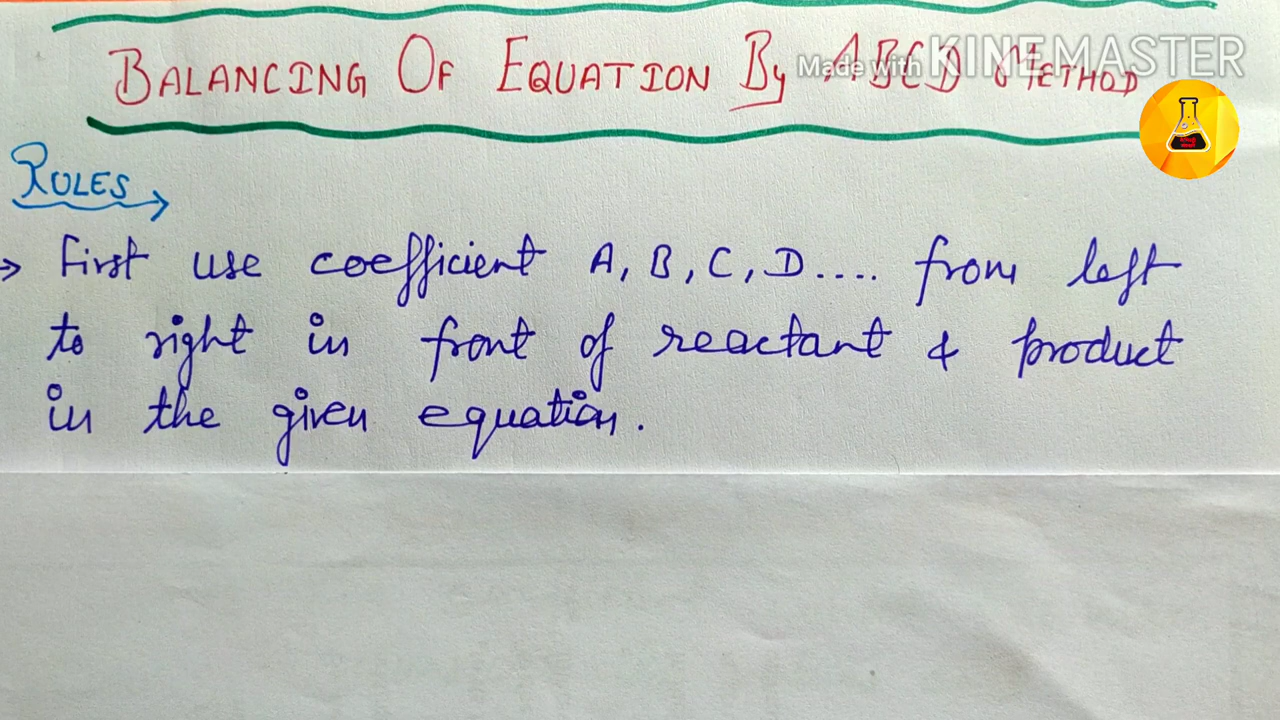 BALANCING OF EQUATION By ABCD METHOD
Made with KINEMASTER
RULES
→ First use coefficient A, B, C, D.... from left
to right in front of reactant & product
in the given equation.